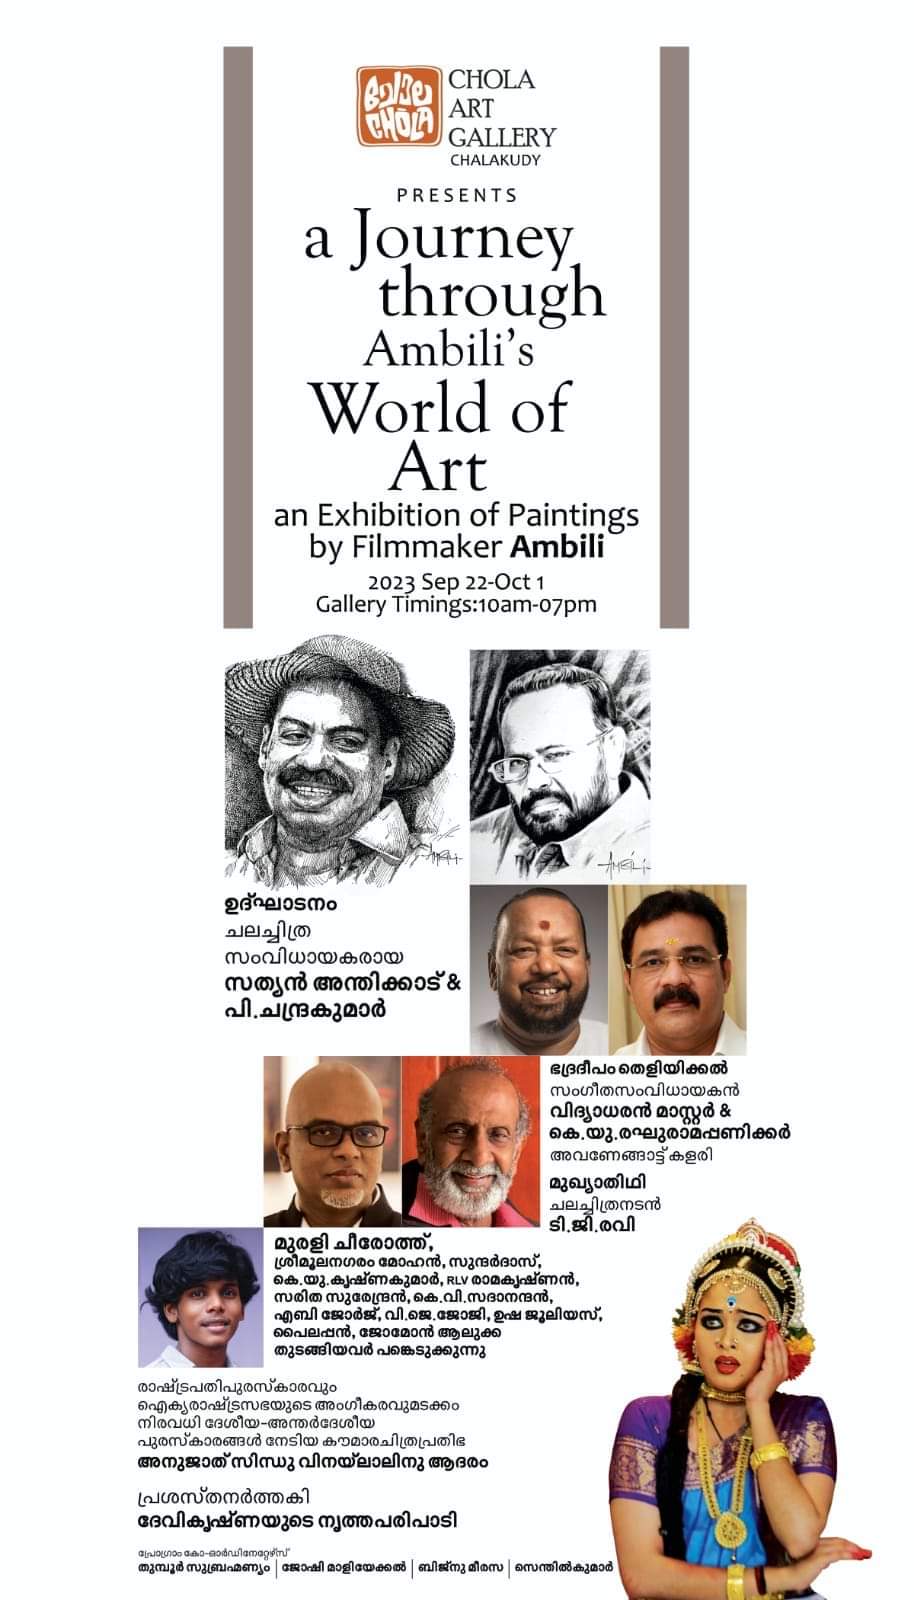 ചോല
CHOLA
CHOLA
ART
GALLERY
CHALAKUDY
PRESENTS
a Journey
through
Ambili's
World of
Art
an Exhibition of Paintings
by Filmmaker Ambili
2023 Sep 22-Oct 1
Gallery Timings:10am-07pm
AMBILI
AMBILI
ഉദ്ഘാടനം
ചലച്ചിത്ര
സംവിധായകരായ
സത്യൻ അന്തിക്കാട് &
പി.ചന്ദ്രകുമാർ
ഭദ്രദീപം തെളിയിക്കൽ
സംഗീതസംവിധായകൻ
വിദ്യാധരൻ മാസ്റ്റർ &
കെ.യു.രഘുരാമപ്പണിക്കർ
അവണേങ്ങാട്ട് കളരി
മുഖ്യാതിഥി
ചലച്ചിത്രനടൻ
ടി.ജി.രവി
മുരളി ചീരോത്ത്,
ശ്രീമൂലനഗരം മോഹൻ, സുന്ദർദാസ്,
കെ.യു.കൃഷ്ണകുമാർ, RLV രാമകൃഷ്ണൻ,
സരിത സുരേന്ദ്രൻ, കെ.വി.സദാനന്ദൻ,
എബി ജോർജ്, വി.ജെ.ജോജി, ഉഷ ജൂലിയസ്,
പൈലപ്പൻ, ജോമോൻ ആലുക്ക
തുടങ്ങിയവർ പങ്കെടുക്കുന്നു
രാഷ്ട്രപതിപുരസ്കാരവും
ഐക്യരാഷ്ട്രസഭയുടെ അംഗീകരവുമടക്കം
നിരവധി ദേശീയ-അന്തർദേശീയ
പുരസ്കാരങ്ങൾ നേടിയ കൗമാരചിത്രപ്രതിഭ
അനുജാത് സിന്ധു വിനയ്‌ലാലിനു ആദരം
പ്രശസ്തനർത്തകി
ദേവികൃഷ്ണയുടെ നൃത്തപരിപാടി
പ്രോഗ്രാം കോ-ഓർഡിനേറ്റേഴ്സ്
തുമ്പൂർ സുബ്രഹ്മണ്യം | ജോഷി മാളിയേക്കൽ | ബിജ്നു മീരസ | സെന്തിൽകുമാർ